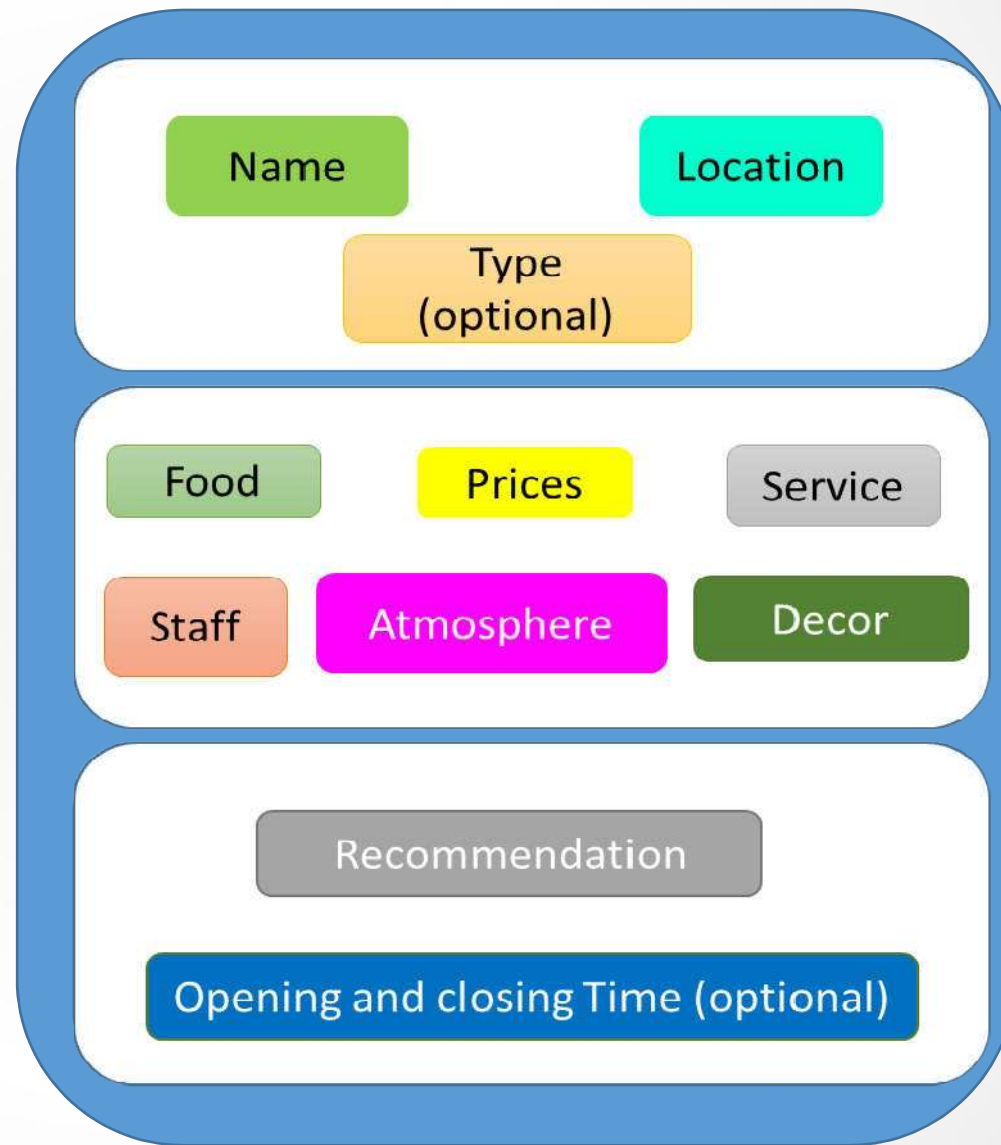 Name
Location
Type
(optional)
Food
Prices
Service
Staff
Atmosphere
Decor
Recommendation
Opening and closing Time (optional)